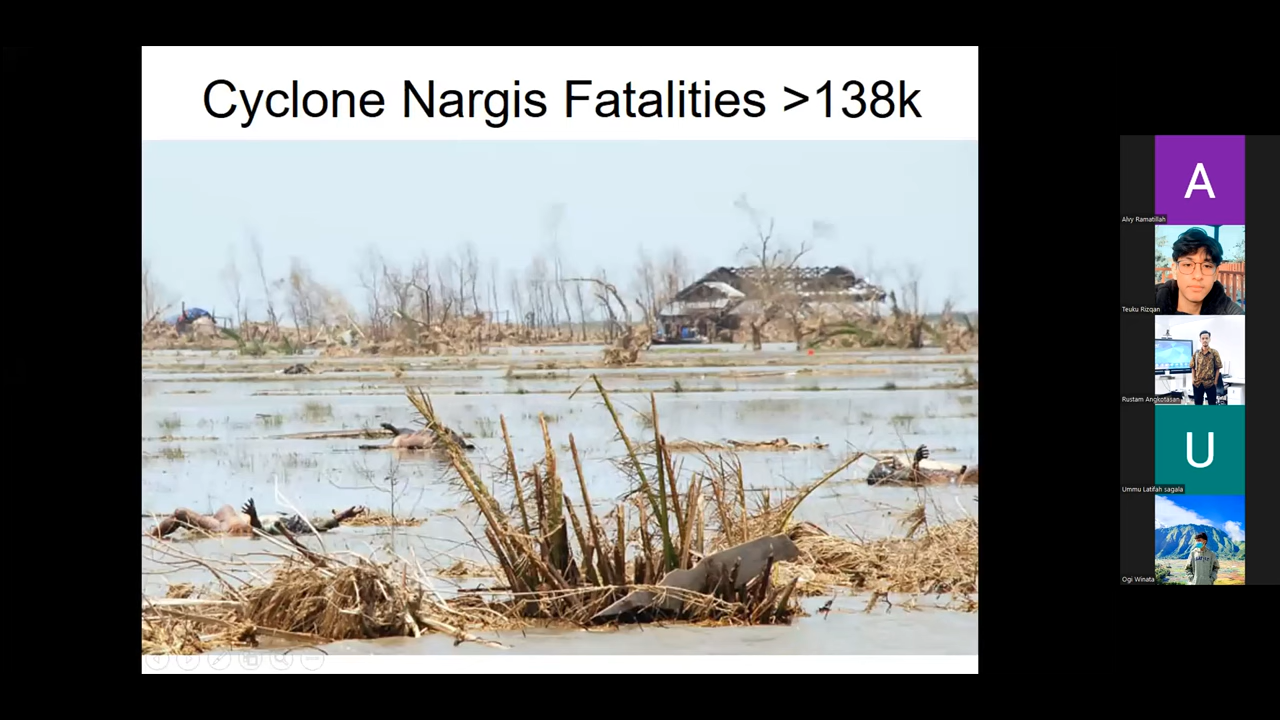 Cyclone Nargis Fatalities >138k
A
Alvy Ramatillah
Teuku Rizqan
Rustam Angkotasan
U
Ummu Latifah sagala
Ogi Winata